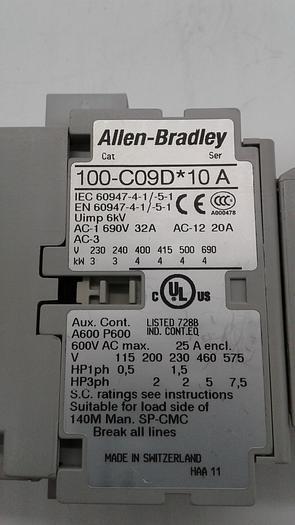 Allen-Bradley
Cat Ser
100-C09D*10 A
IEC 60947-4-1/-5-1
EN 60947-4-1/-5-1
Uimp 6kV
CCC
A000478
AC-1 690V 32A AC-12 20A
AC-3
V 230 240 400 415 500 690
kW 3 3 4 4 4 4
C UL US
Aux. Cont. LISTED 728B
A600 P600 IND. CONT.EQ
600V AC max. 25 A encl.
V 115 200 230 460 575
HP1ph 0,5 1,5
HP3ph 2 2 5 7,5
S.C. ratings see instructions
Suitable for load side of
140M Man. SP-CMC
Break all lines
MADE IN SWITZERLAND
HAA 11